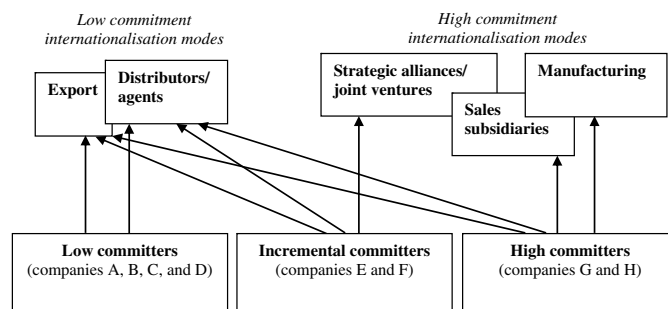 Low commitment
internationalisation modes
High commitment
internationalisation modes
Export
Distributors/
agents
Strategic alliances/
joint ventures
Sales
subsidiaries
Manufacturing
Low committers
(companies A, B, C, and D)
Incremental committers
(companies E and F)
High committers
(companies G and H)